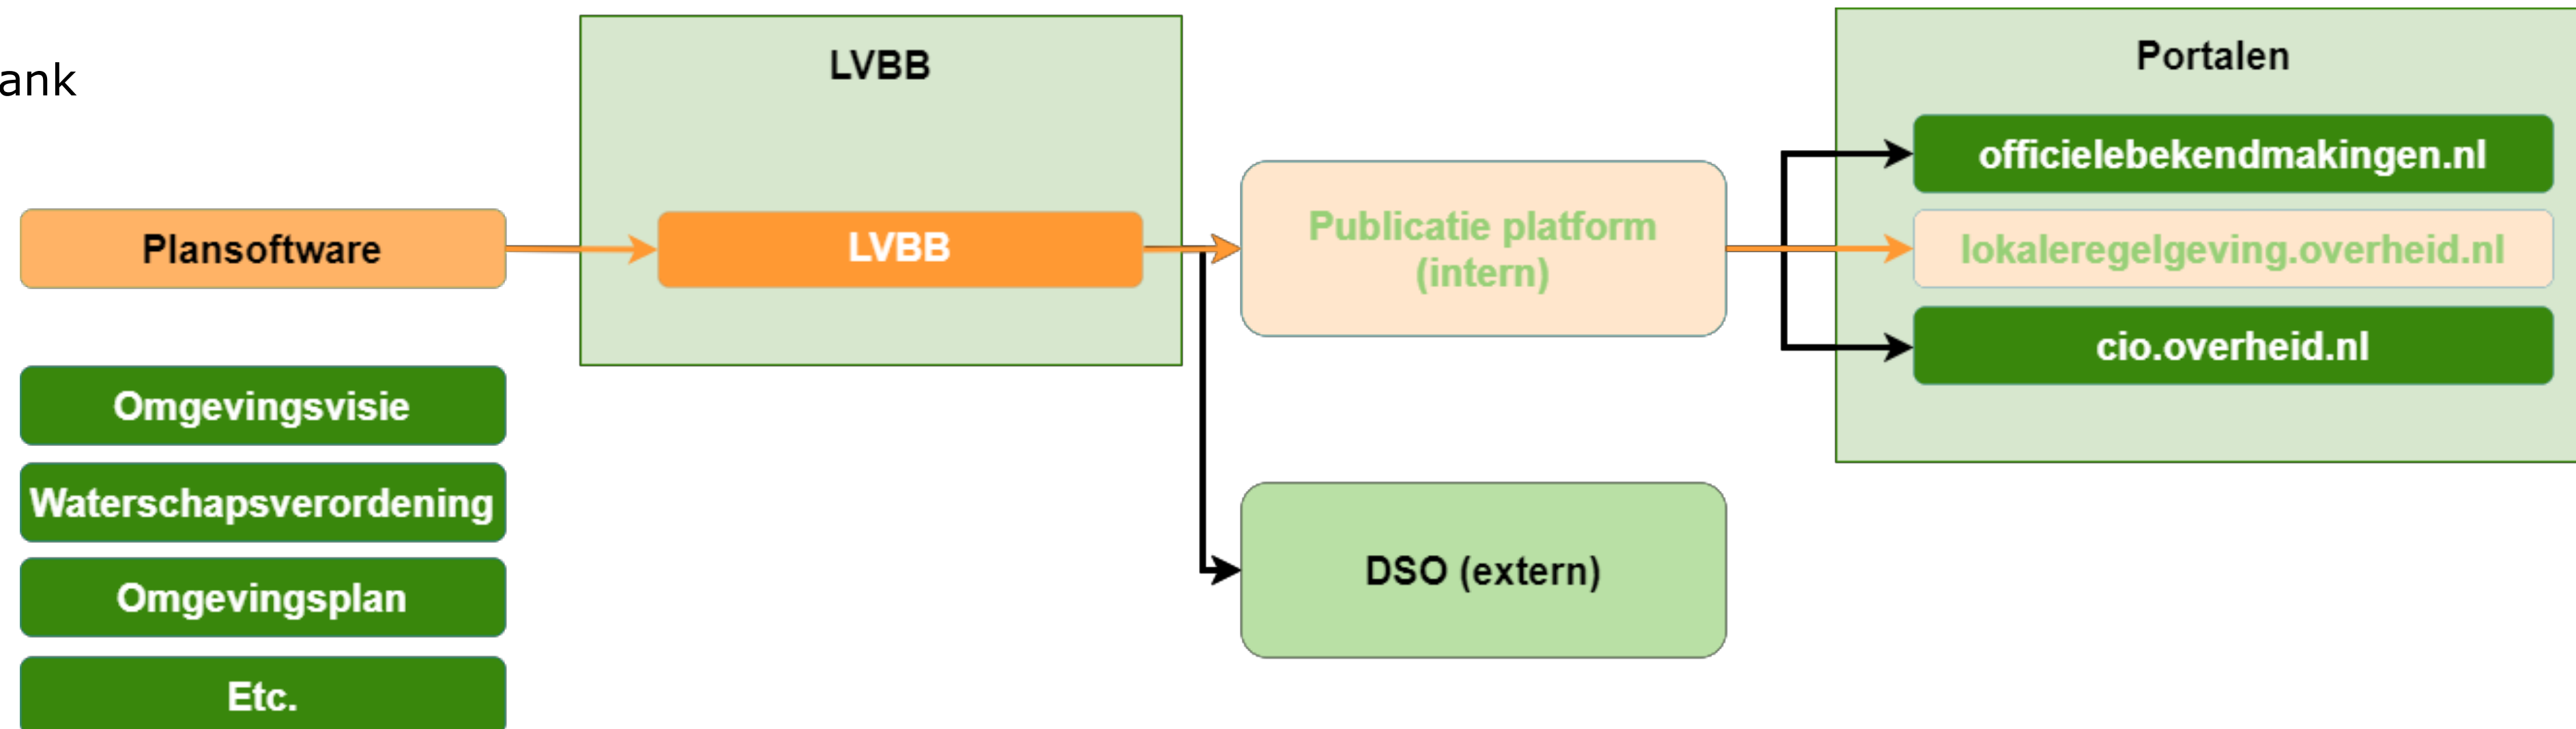 ank
LVBB
Portalen
officielebekendmakingen.nl
Plansoftware
LVBB
Publicatie platform
(intern)
lokaleregelgeving.overheid.nl
cio.overheid.nl
Omgevingsvisie
Waterschapsverordening
Omgevingsplan
DSO (extern)
Etc.